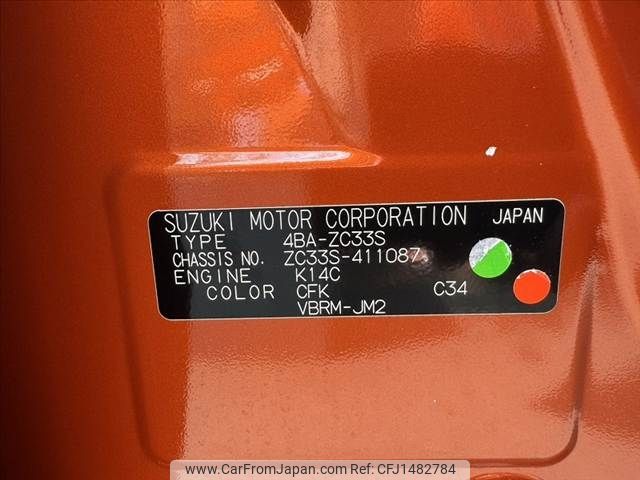 SUZUKI MOTOR CORPORATION JAPAN
TYPE 4BA-ZC33S
CHASSIS NO. ZC33S-411087
ENGINE K14C
COLOR CFK C34
VBRM-JM2
www.CarFromJapan.com Ref:No.CFJ1482784